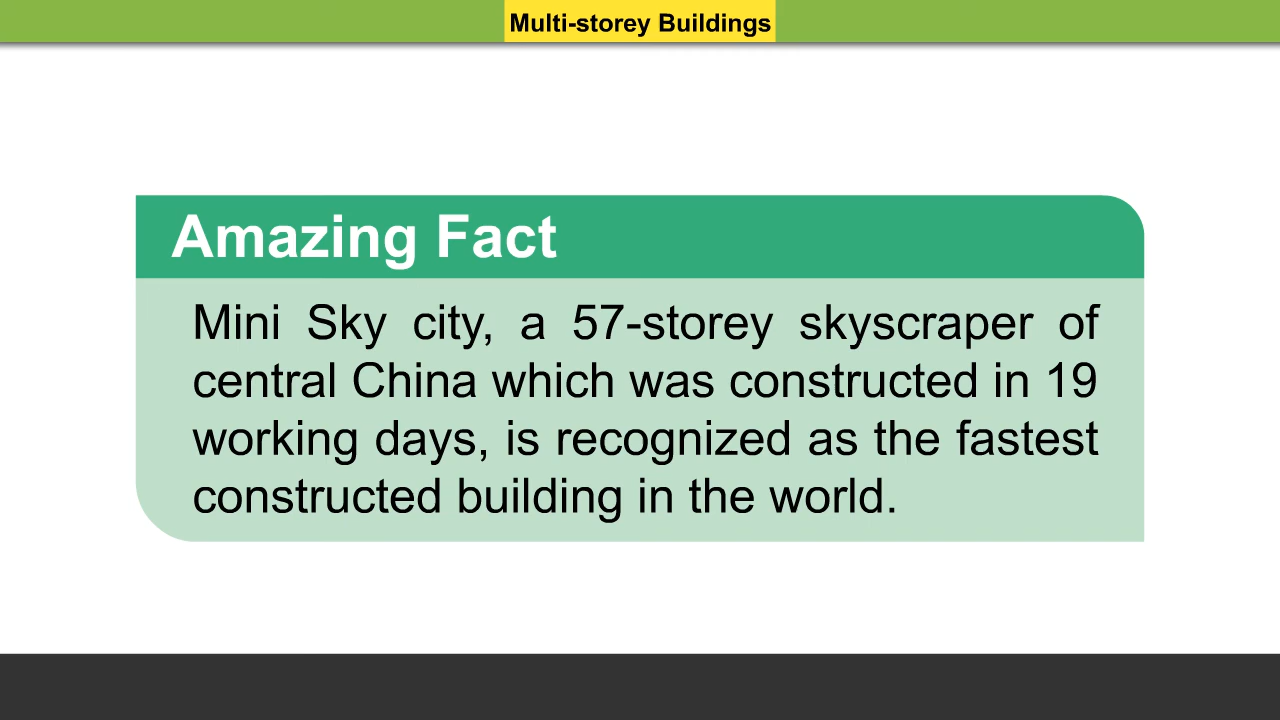 Multi-storey Buildings
Amazing Fact
Mini Sky city, a 57-storey skyscraper of
central China which was constructed in 19
working days, is recognized as the fastest
constructed building in the world.